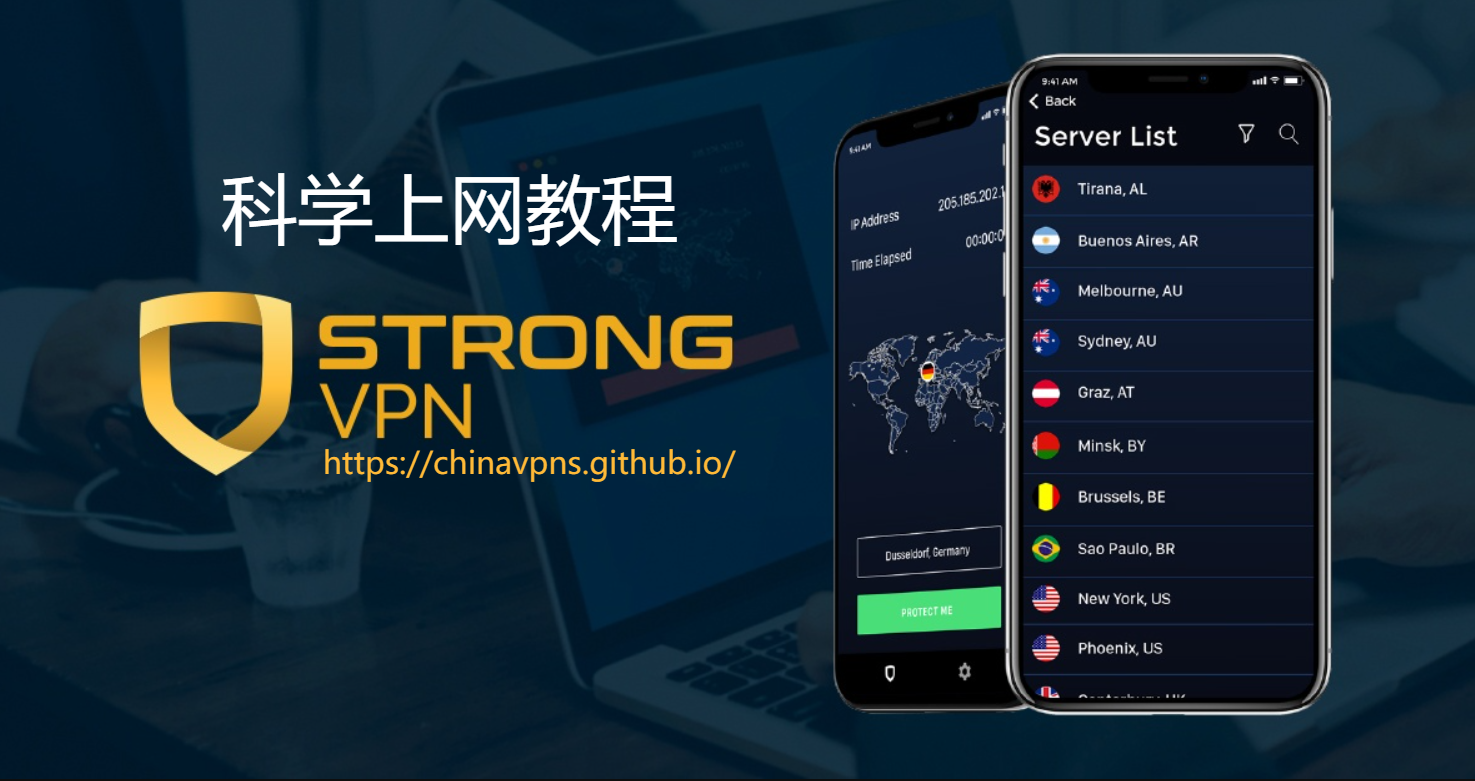 科学上网教程
STRONG
VPN
https://chinavpns.github.io/
9:41 AM
IP Address
205.185.202.1
Time Elapsed
00:00:0
Dusseldorf, Germany
PROTECT ME
9:41 AM
Back
Server List
Tirana, AL
Buenos Aires, AR
Melbourne, AU
Sydney, AU
Graz, AT
Minsk, BY
Brussels, BE
Sao Paulo, BR
New York, US
Phoenix, US